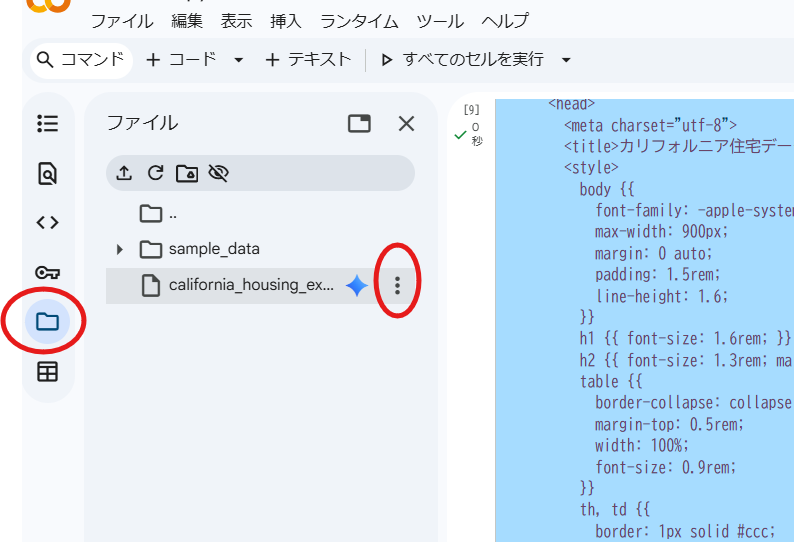 ファイル 編集 表示 挿入 ランタイム ツール ヘルプ
コマンド + コード + テキスト すべてのセルを実行
ファイル
..
sample_data
california_housing_ex...
[9]
0
秒
<head>
<meta charset="utf-8">
<title>カリフォルニア住宅デー
<style>
body {{
font-family: -apple-system
max-width: 900px;
margin: 0 auto;
padding: 1.5rem;
line-height: 1.6;
}}
h1 {{ font-size: 1.6rem; }}
h2 {{ font-size: 1.3rem; ma
table {{
border-collapse: collapse
margin-top: 0.5rem;
width: 100%;
font-size: 0.9rem;
}}
th, td {{
border: 1px solid #ccc;